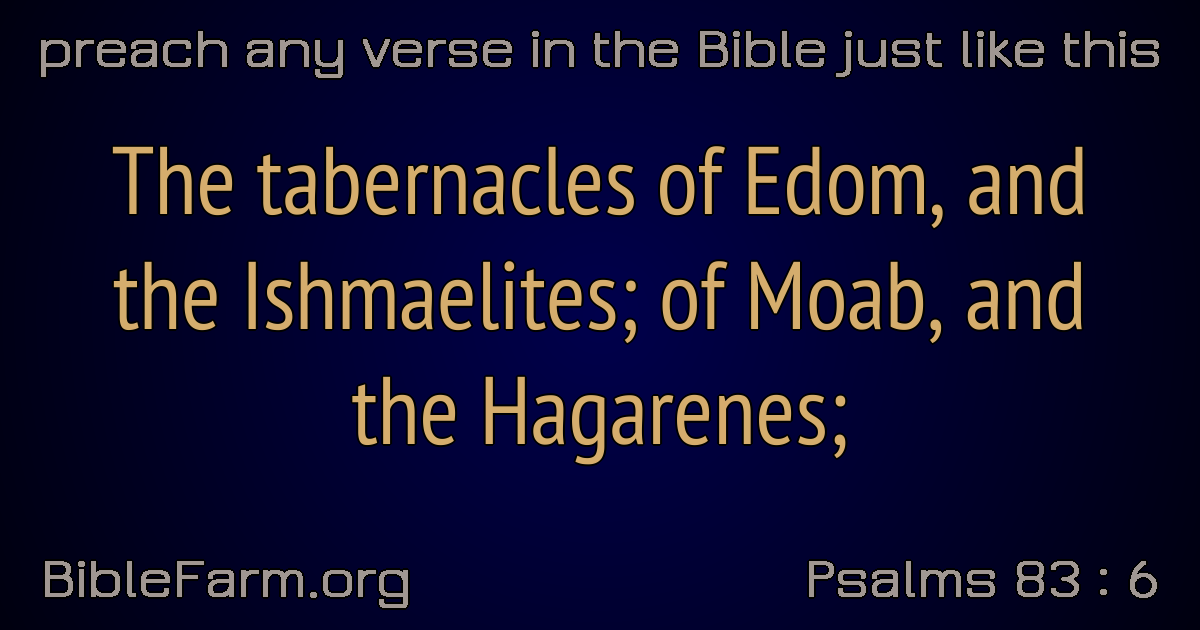 preach any verse in the Bible just like this
The tabernacles of Edom, and
the Ishmaelites; of Moab, and
the Hagarenes;
BibleFarm.org
Psalms 83 : 6